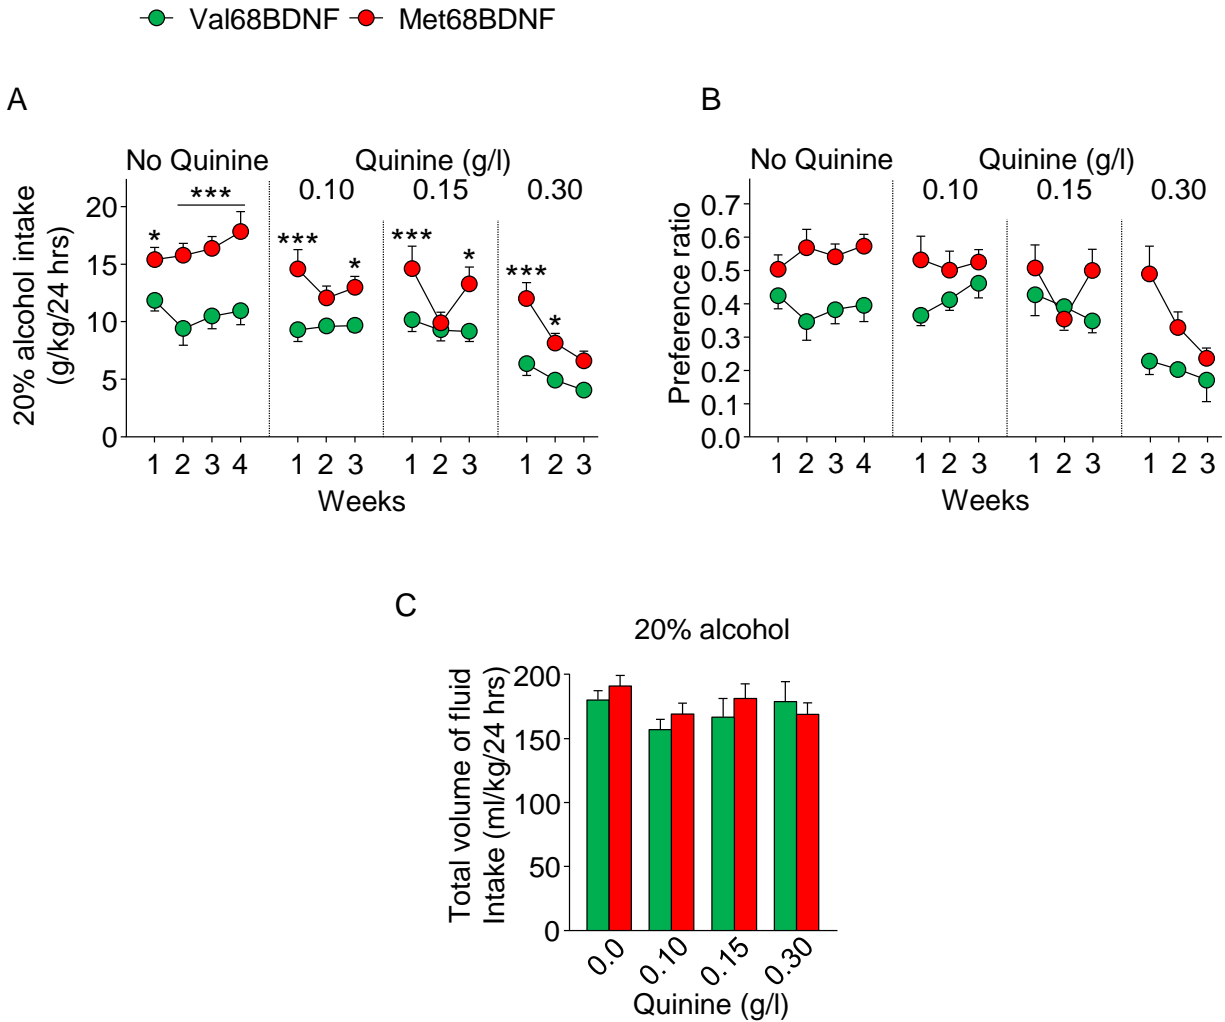 Val68BDNF Met68BDNF
A
No Quinine Quinine (g/l)
0.10 0.15 0.30
20% alcohol intake
(g/kg/24 hrs)
20
15
10
5
0
* ***
*** *
*** *
*** *
1 2 3 4 1 2 3 1 2 3 1 2 3
Weeks
B
No Quinine Quinine (g/l)
0.10 0.15 0.30
Preference ratio
0.7
0.6
0.5
0.4
0.3
0.2
0.1
0.0
1 2 3 4 1 2 3 1 2 3 1 2 3
Weeks
C
20% alcohol
Total volume of fluid
Intake (ml/kg/24 hrs)
200
150
100
50
0
0.0 0.10 0.15 0.30
Quinine (g/l)